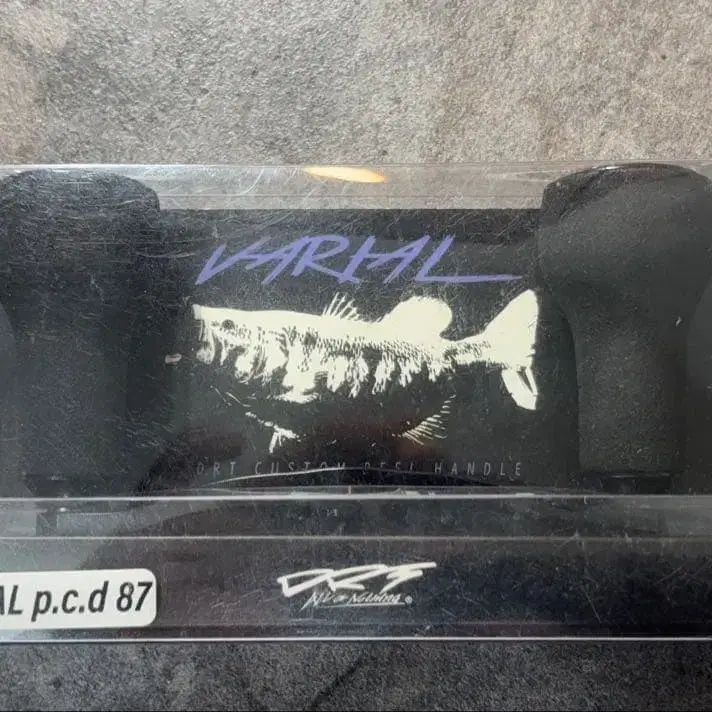 VARIAL
DRT CUSTOM REEL HANDLE
DRT
AL p.c.d 87